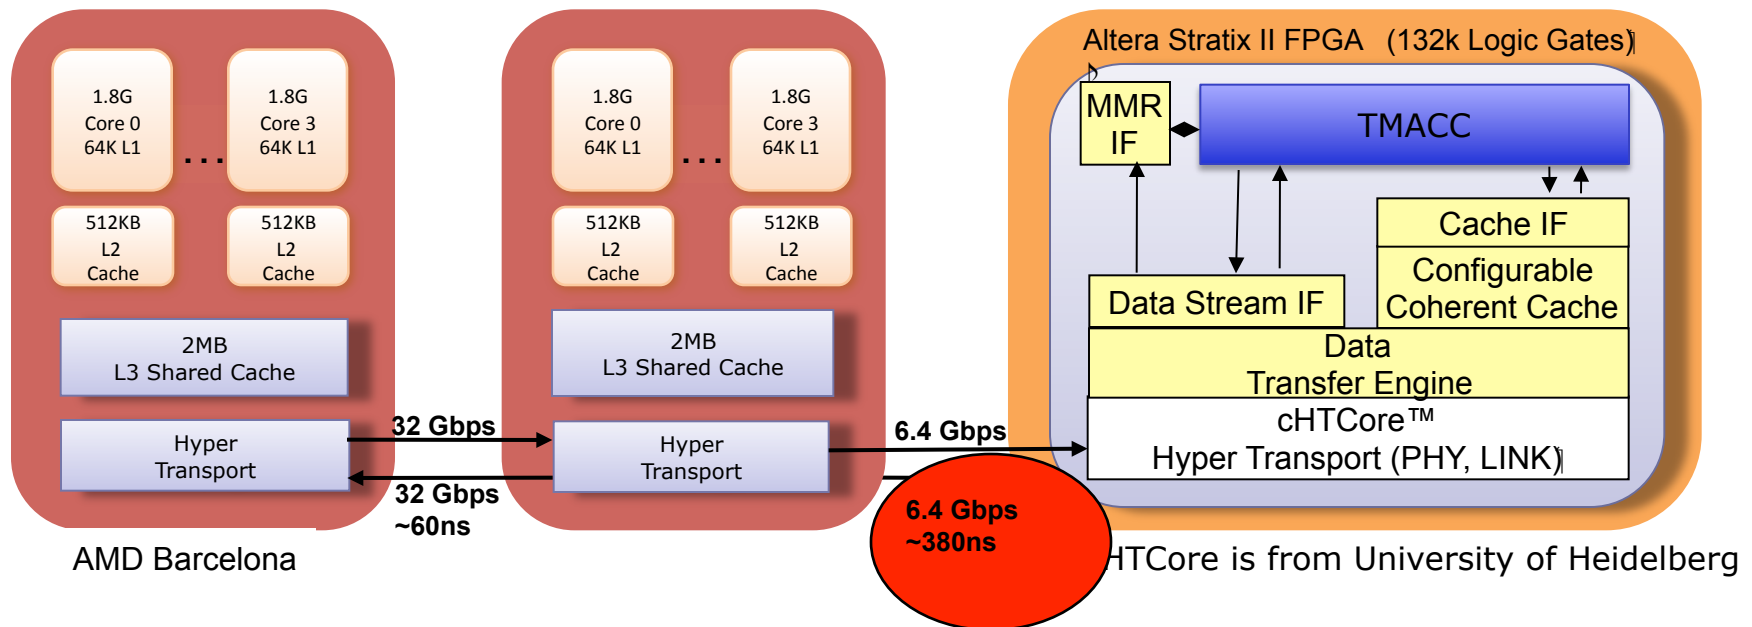 1.8G
Core 0
64K L1
...
1.8G
Core 3
64K L1
512KB
L2
Cache
512KB
L2
Cache
2MB
L3 Shared Cache
Hyper
Transport
AMD Barcelona
32 Gbps
32 Gbps
~60ns
1.8G
Core 0
64K L1
...
1.8G
Core 3
64K L1
512KB
L2
Cache
512KB
L2
Cache
2MB
L3 Shared Cache
Hyper
Transport
6.4 Gbps
6.4 Gbps
~380ns
Altera Stratix II FPGA (132k Logic Gates)
MMR
IF
TMACC
Cache IF
Configurable
Coherent Cache
Data Stream IF
Data
Transfer Engine
cHTCore™
Hyper Transport (PHY, LINK)
HTCore is from University of Heidelberg